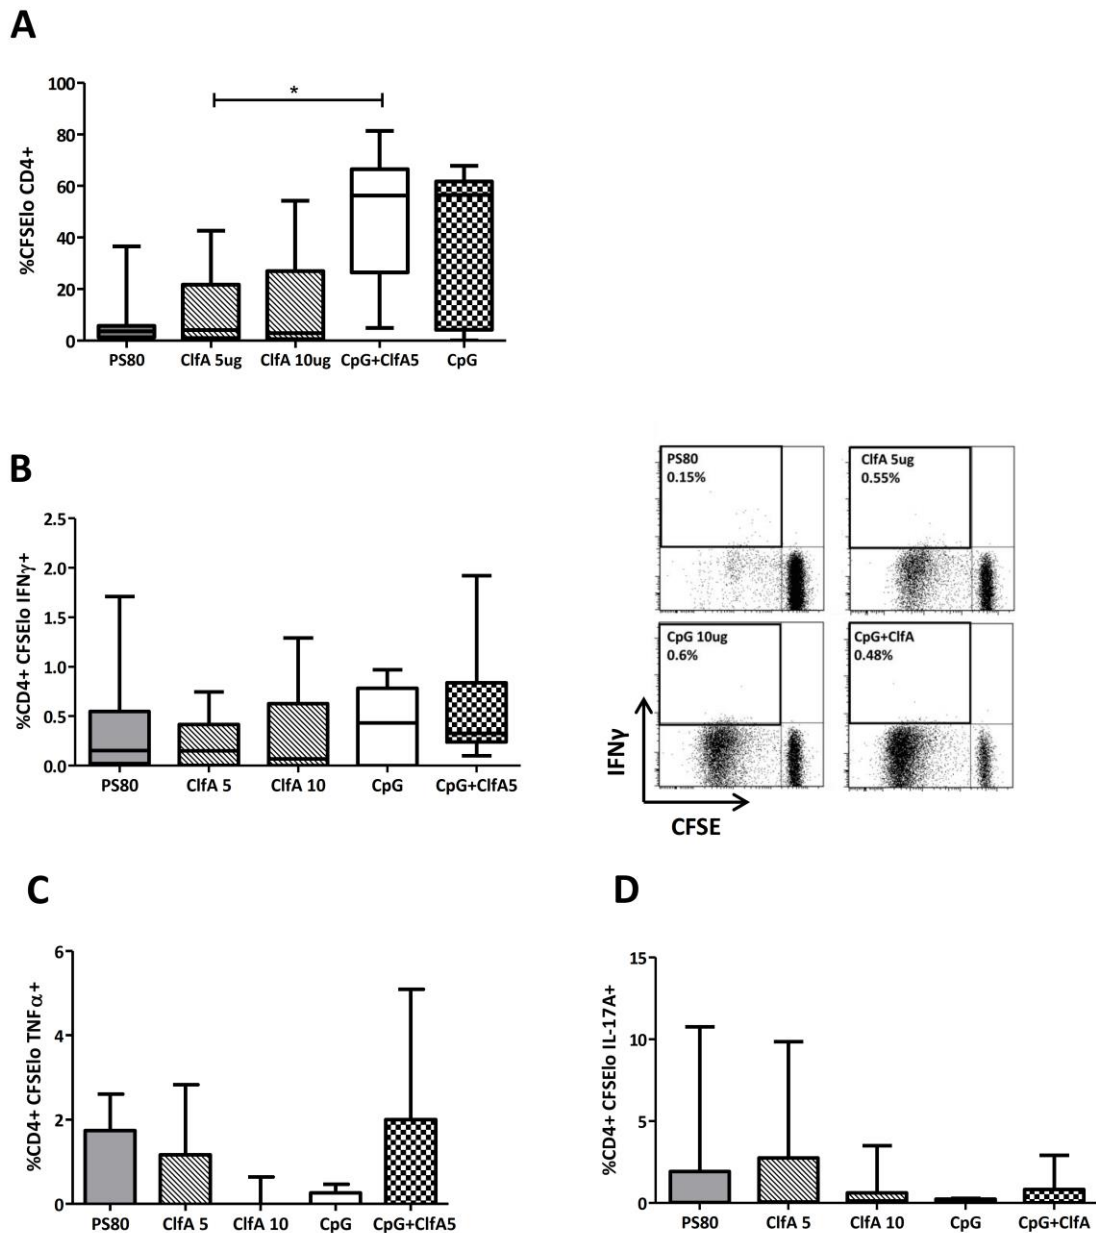 A
%CFSElo CD4+
100
80
60
40
20
0
*
PS80 ClfA 5ug ClfA 10ug CpG+ClfA5 CpG
B
%CD4+ CFSElo IFNγ+
2.5
2.0
1.5
1.0
0.5
0.0
PS80 ClfA 5 ClfA 10 CpG CpG+ClfA5
PS80
0.15%
ClfA 5ug
0.55%
CpG 10ug
0.6%
CpG+ClfA
0.48%
IFNγ
CFSE
C
%CD4+ CFSElo TNFα+
6
4
2
0
PS80 ClfA 5 ClfA 10 CpG CpG+ClfA5
D
%CD4+ CFSElo IL-17A+
15
10
5
0
PS80 ClfA 5 ClfA 10 CpG CpG+ClfA